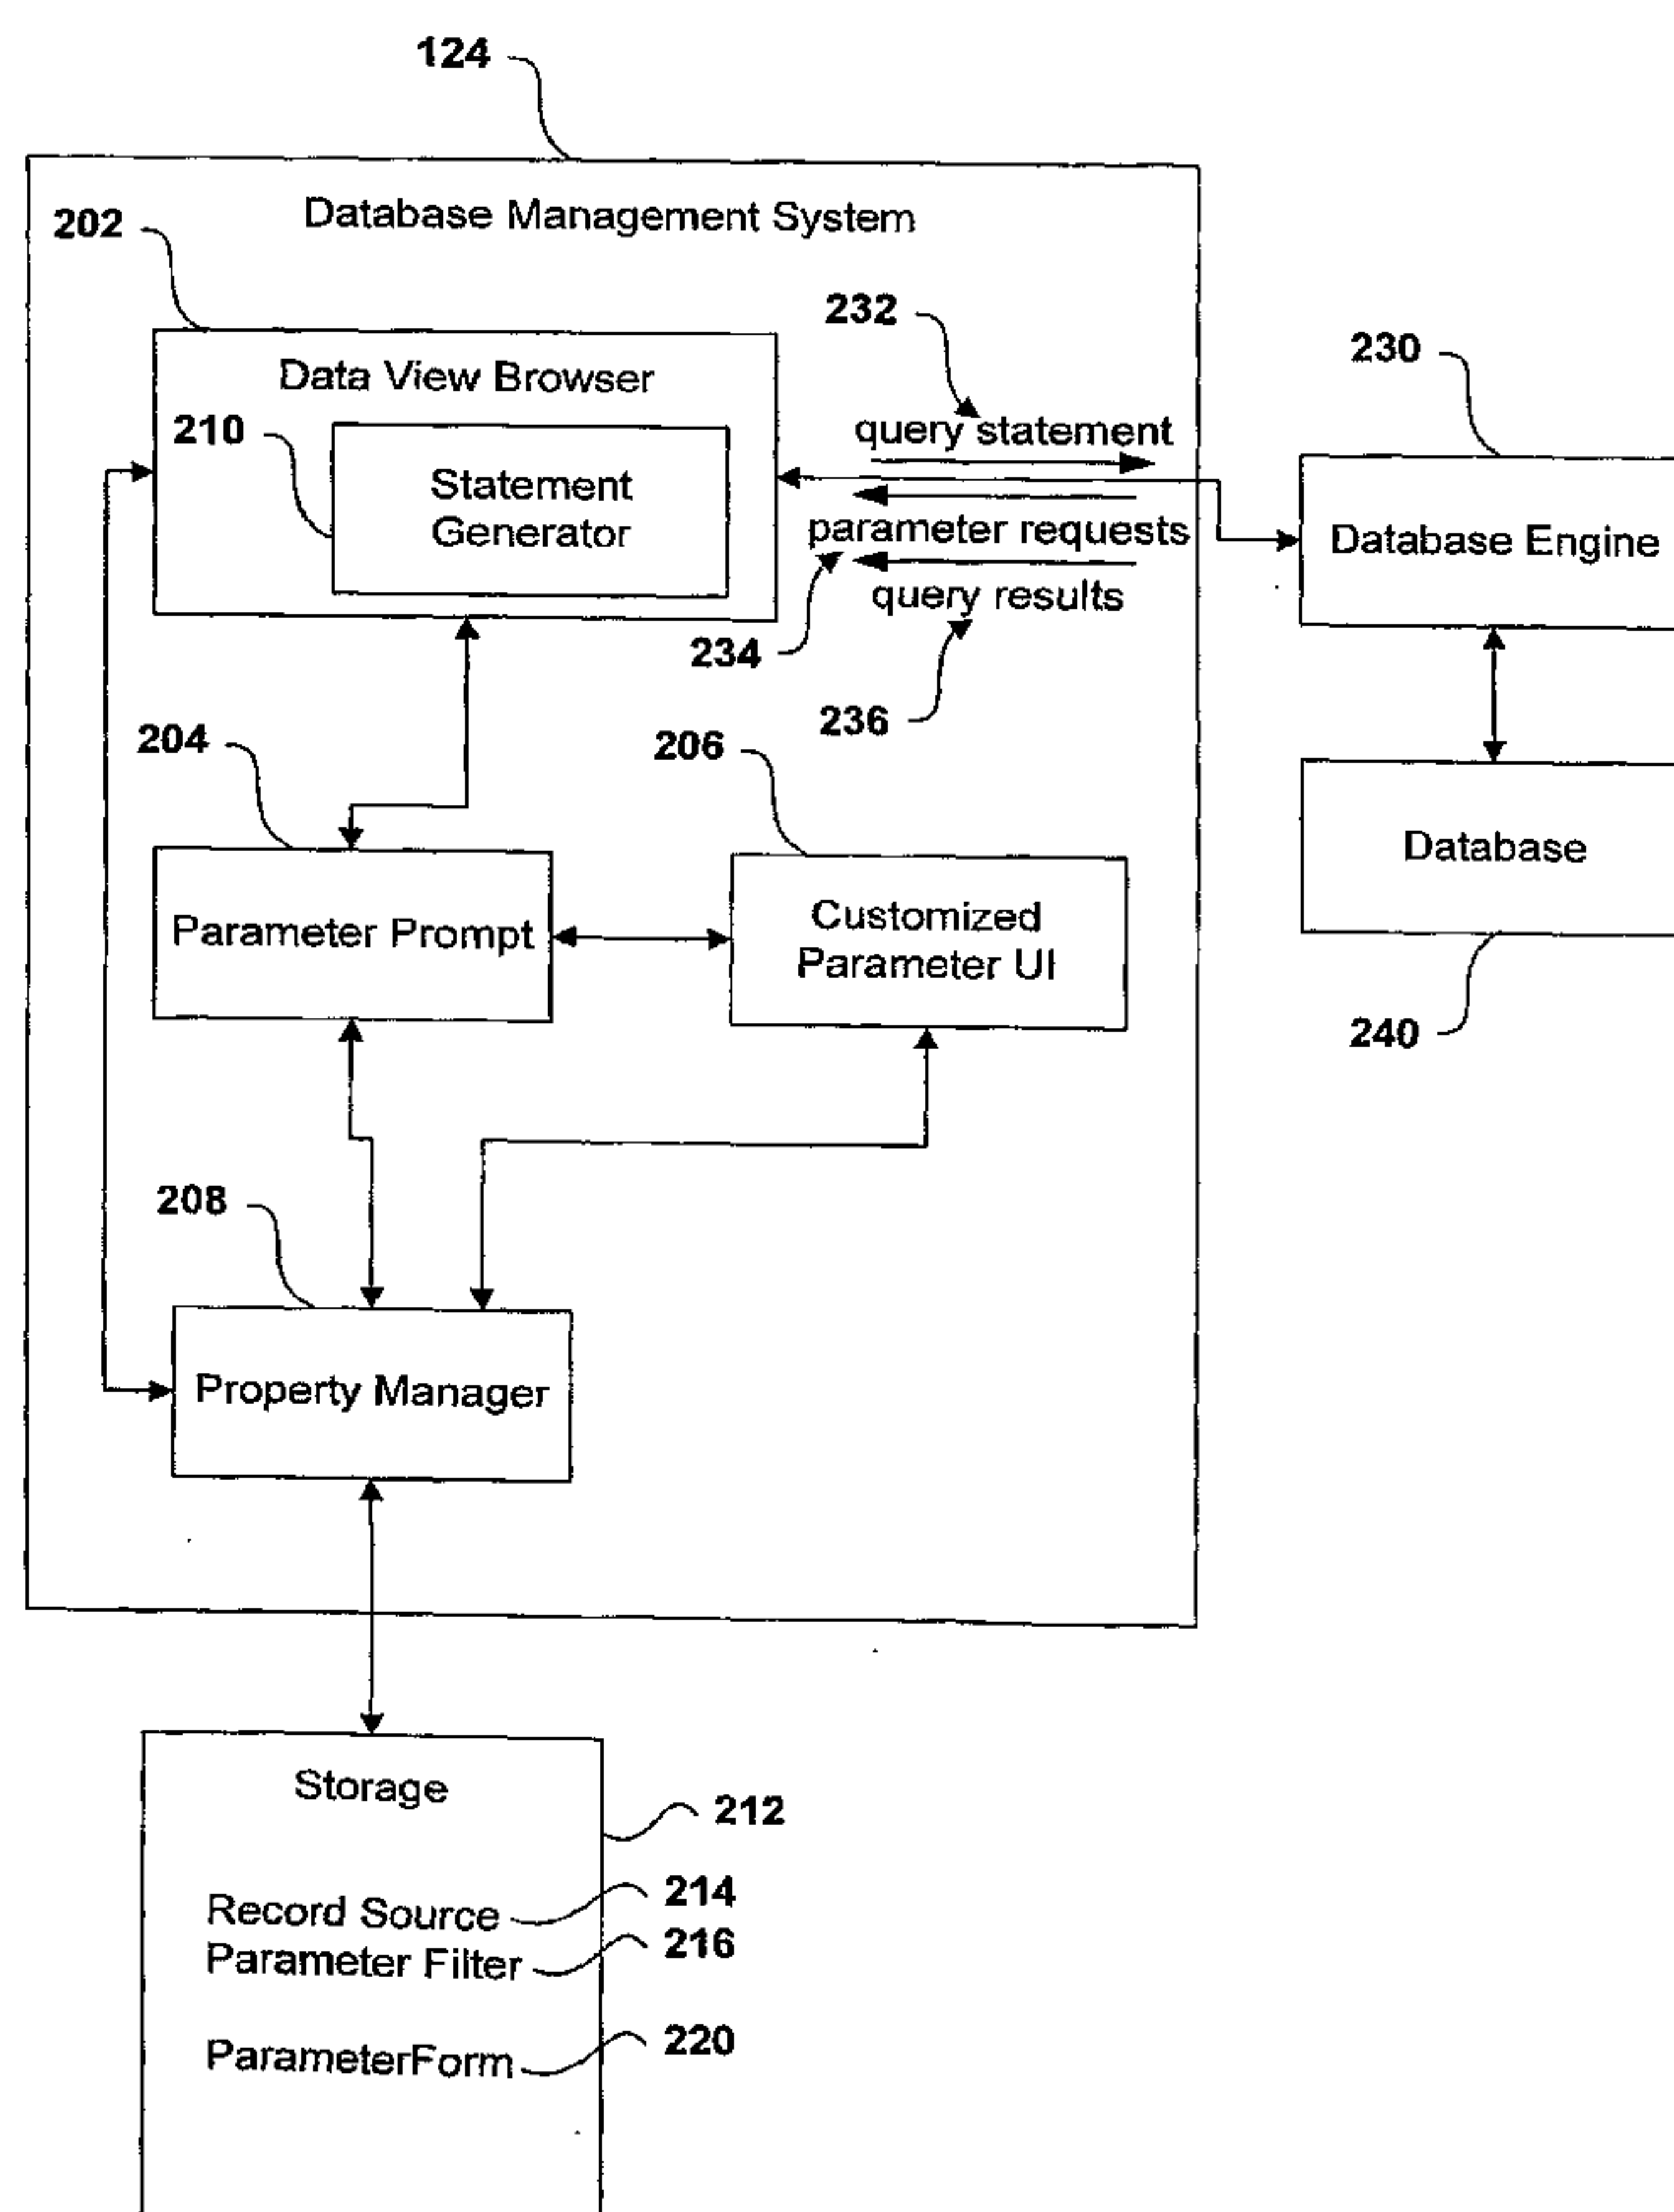 124
Database Management System
202
232
Data View Browser
230
210
query statement
Statement
Generator
parameter requests
Database Engine
query results
234
236
204
206
Customized
Parameter UI
Parameter Prompt
Database
240
208
Property Manager
Storage
212
Record Source
214
Parameter Filter
216
ParameterForm
220